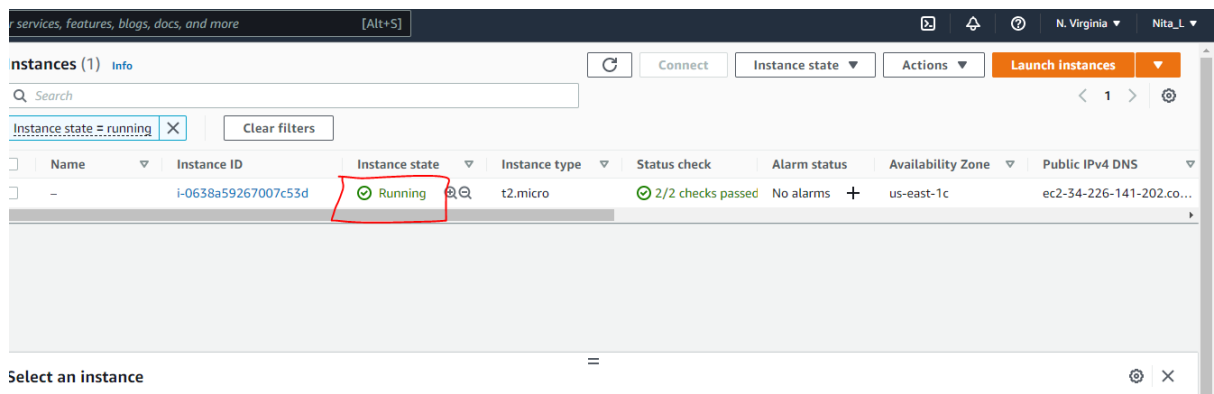 r services, features, blogs, docs, and more [Alt+S] N. Virginia Nita_L
Instances (1) Info Connect Instance state Actions Launch instances
Search 1
Instance state = running Clear filters
Name Instance ID Instance state Instance type Status check Alarm status Availability Zone Public IPv4 DNS
– i-0638a59267007c53d Running t2.micro 2/2 checks passed No alarms + us-east-1c ec2-34-226-141-202.co...
Select an instance